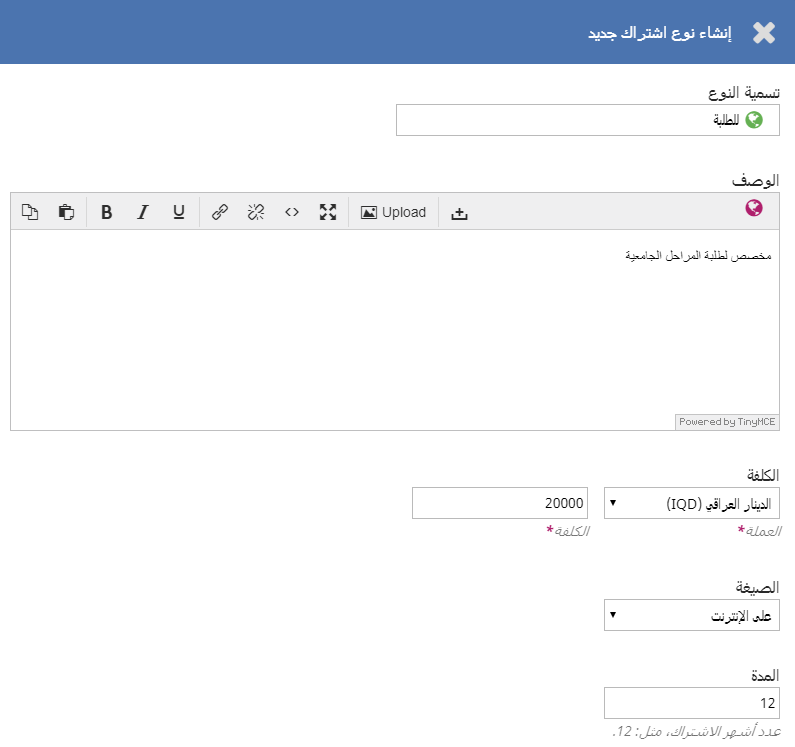 إنشاء نوع اشتراك جديد
تسمية النوع
للطلبة
الوصف
B I U <> Upload
مخصص لطلبة المراحل الجامعية
Powered by TinyMCE
الكلفة
الدينار العراقي (IQD) 20000
العملة* الكلفة*
الصيغة
على الإنترنت
المدة
12
عدد أشهر الاشتراك، مثل: 12.